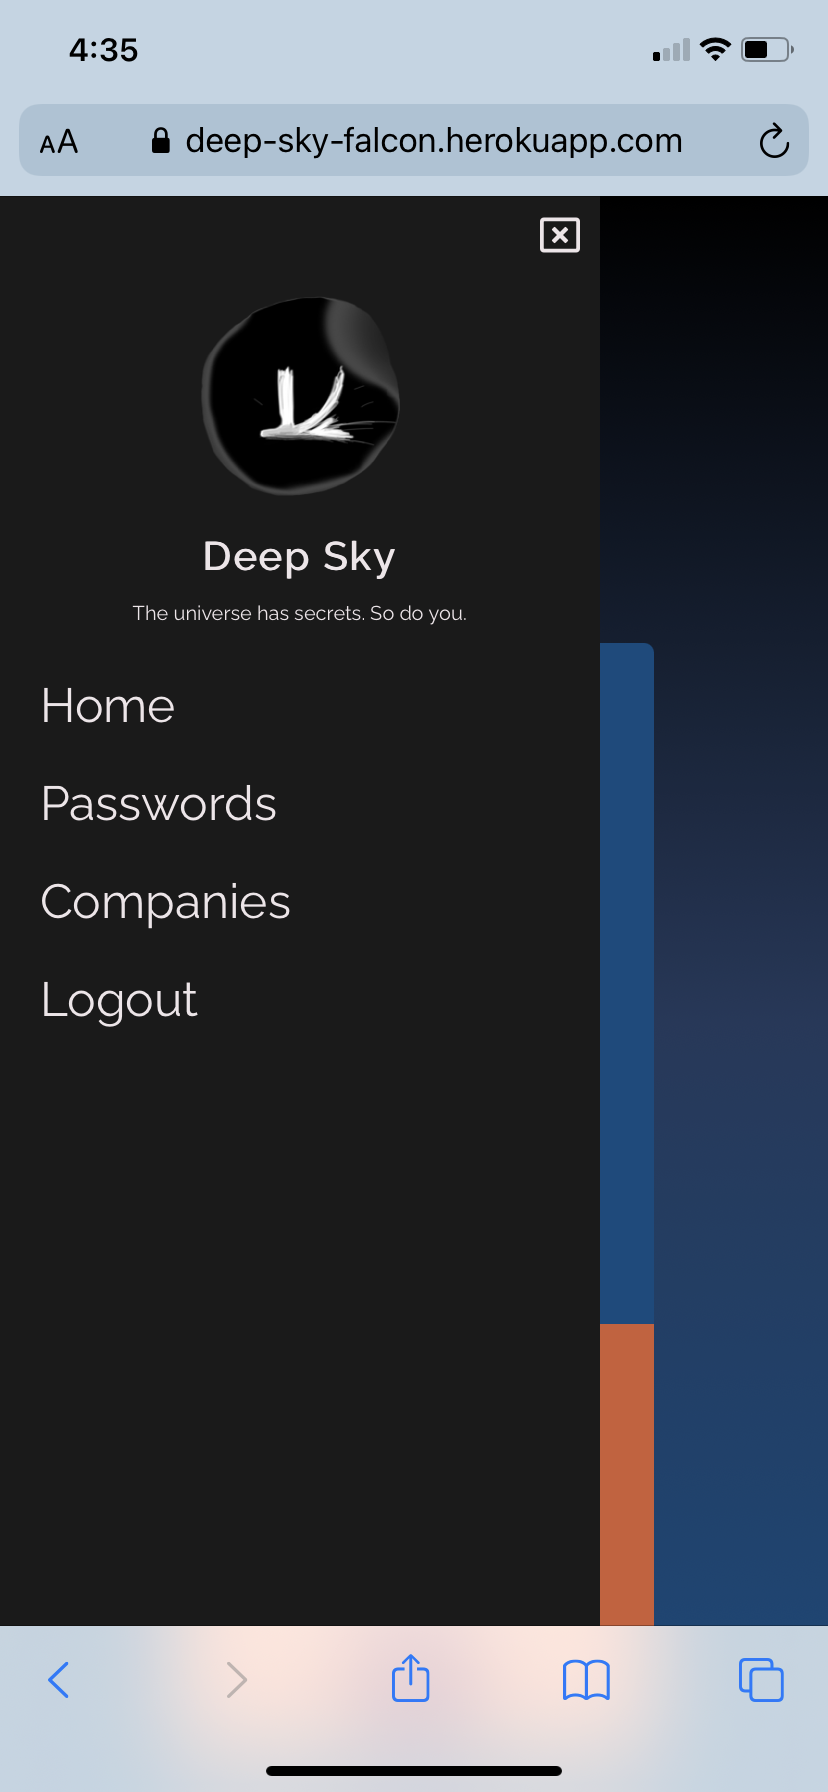 4:35
AA deep-sky-falcon.herokuapp.com
Deep Sky
The universe has secrets. So do you.
Home
Passwords
Companies
Logout